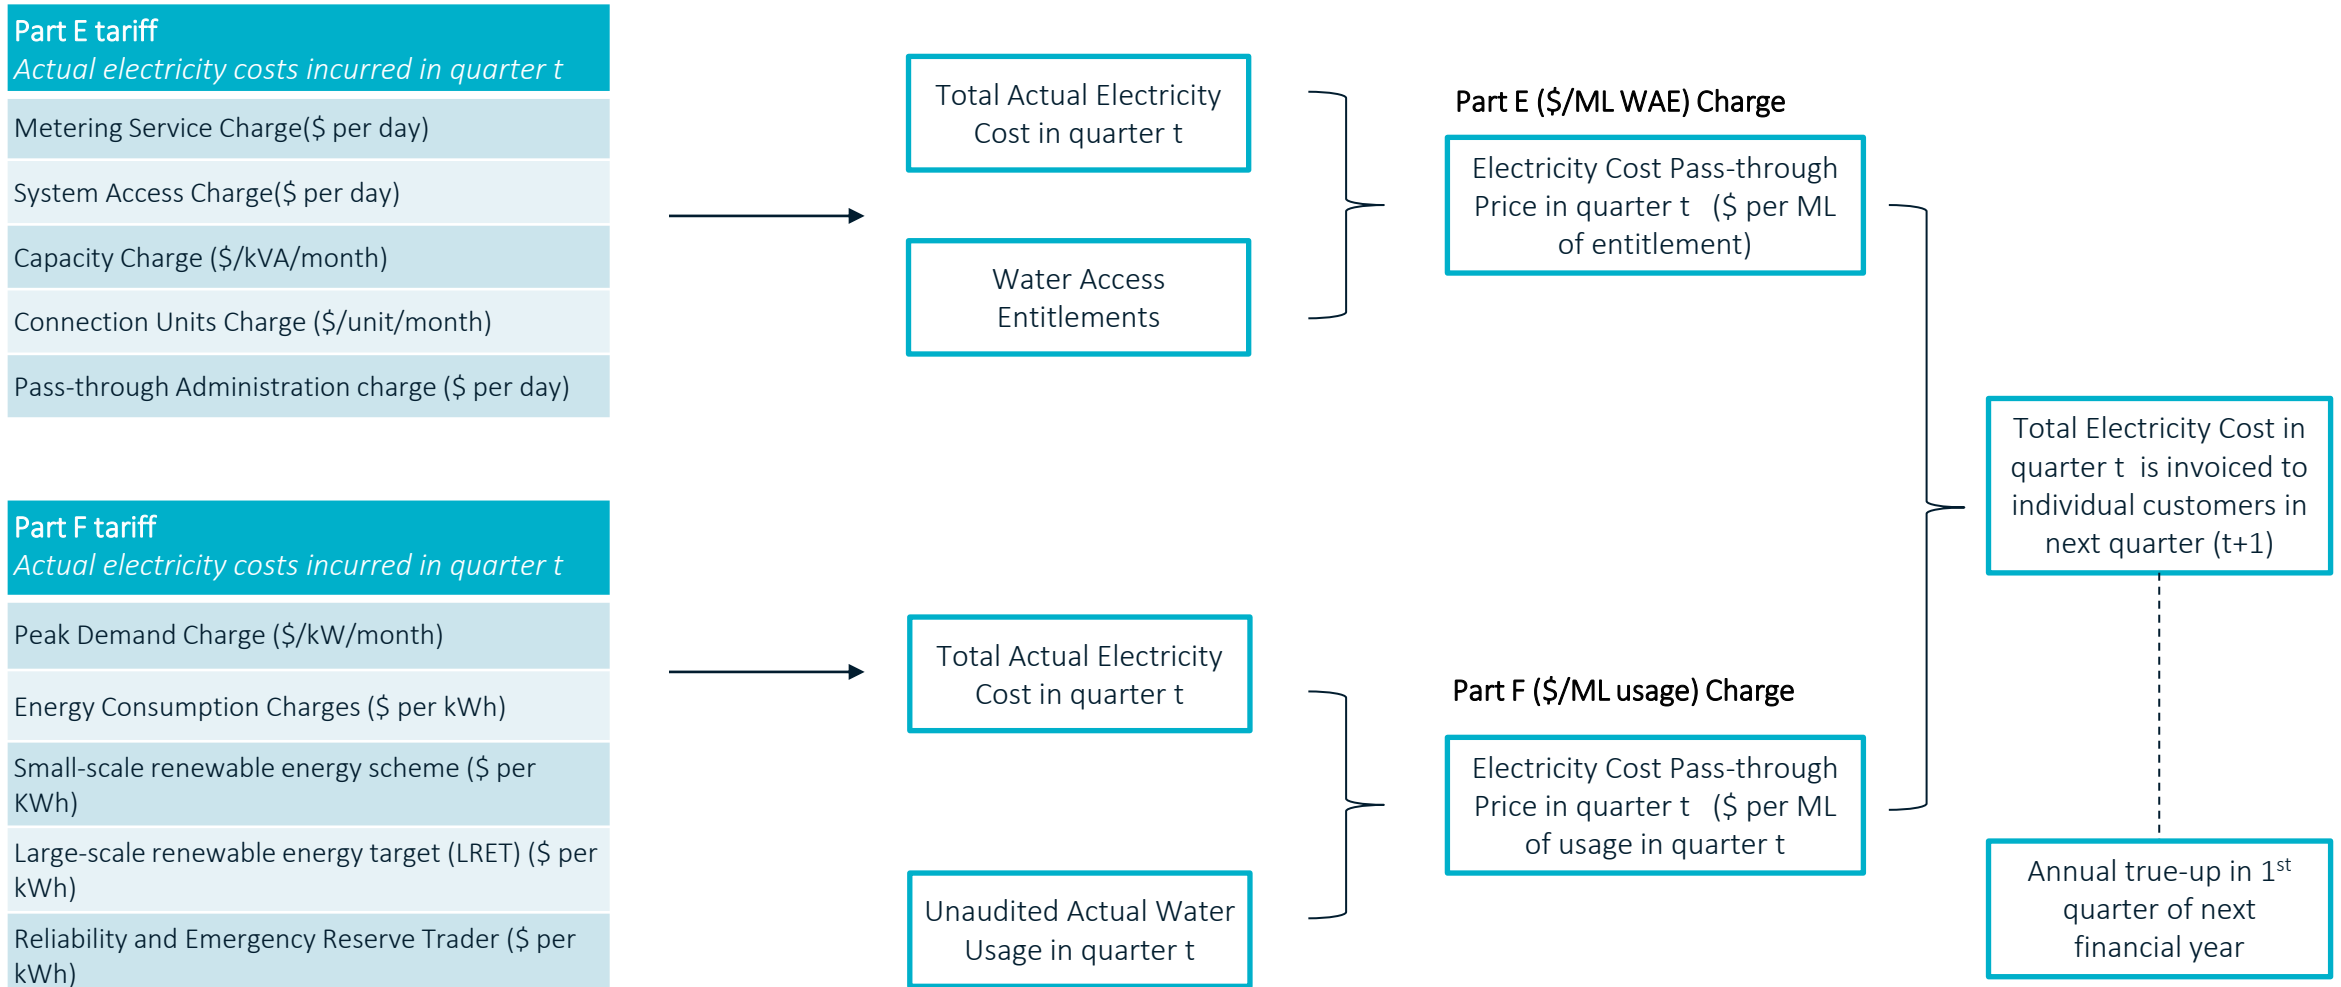 Part E tariff
Actual electricity costs incurred in quarter t
Metering Service Charge($ per day)
System Access Charge($ per day)
Capacity Charge ($/kVA/month)
Connection Units Charge ($/unit/month)
Pass-through Administration charge ($ per day)
Total Actual Electricity
Cost in quarter t
Water Access
Entitlements
Part E ($/ML WAE) Charge
Electricity Cost Pass-through
Price in quarter t ($ per ML
of entitlement)
Part F tariff
Actual electricity costs incurred in quarter t
Peak Demand Charge ($/kW/month)
Energy Consumption Charges ($ per kWh)
Small-scale renewable energy scheme ($ per
KWh)
Large-scale renewable energy target (LRET) ($ per
kWh)
Reliability and Emergency Reserve Trader ($ per
kWh)
Total Actual Electricity
Cost in quarter t
Unaudited Actual Water
Usage in quarter t
Part F ($/ML usage) Charge
Electricity Cost Pass-through
Price in quarter t ($ per ML
of usage in quarter t
Total Electricity Cost in
quarter t is invoiced to
individual customers in
next quarter (t+1)
Annual true-up in 1st
quarter of next
financial year